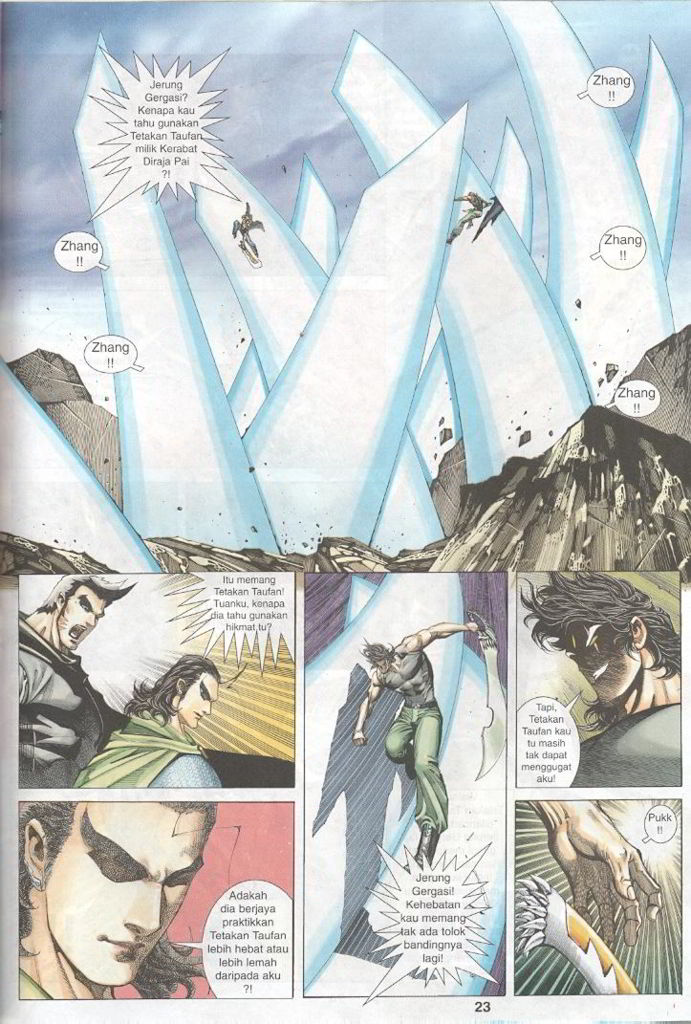 Jerung
Gergasi?
Kenapa kau
tahu gunakan
Tetakan Taufan
milik Kerabat
Diraja Pai
?!
Zhang
!!
Zhang
!!
Zhang
!!
Zhang
!!
Zhang
!!
Itu memang
Tetakan Taufan!
Tuanku, kenapa
dia tahu gunakan
hikmat tu?
Jerung
Gergasi!
Kehebatan
kau memang
tak ada tolok
bandingnya
lagi!
Tapi,
Tetakan
Taufan kau
tu masih
tak dapat
menggugat
aku!
Adakah
dia berjaya
praktikkan
Tetakan Taufan
lebih hebat atau
lebih lemah
daripada aku
?!
Pukk
!!
23